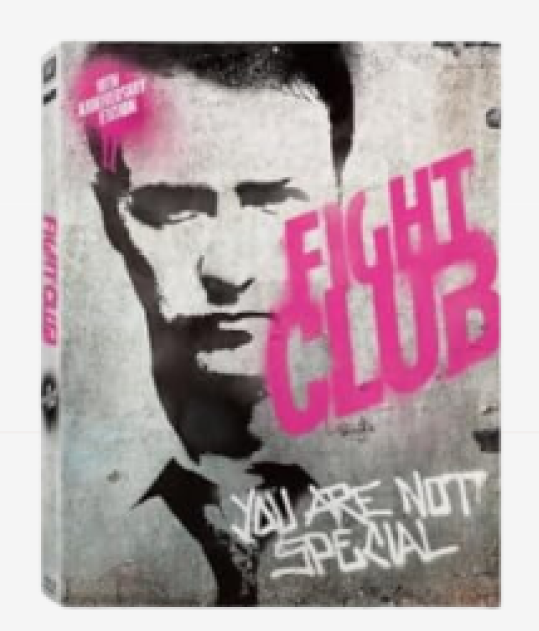 10TH
ANNIVERSARY
EDITION
FIGHT
CLUB
YOU ARE NOT
SPECIAL
FIGHT CLUB